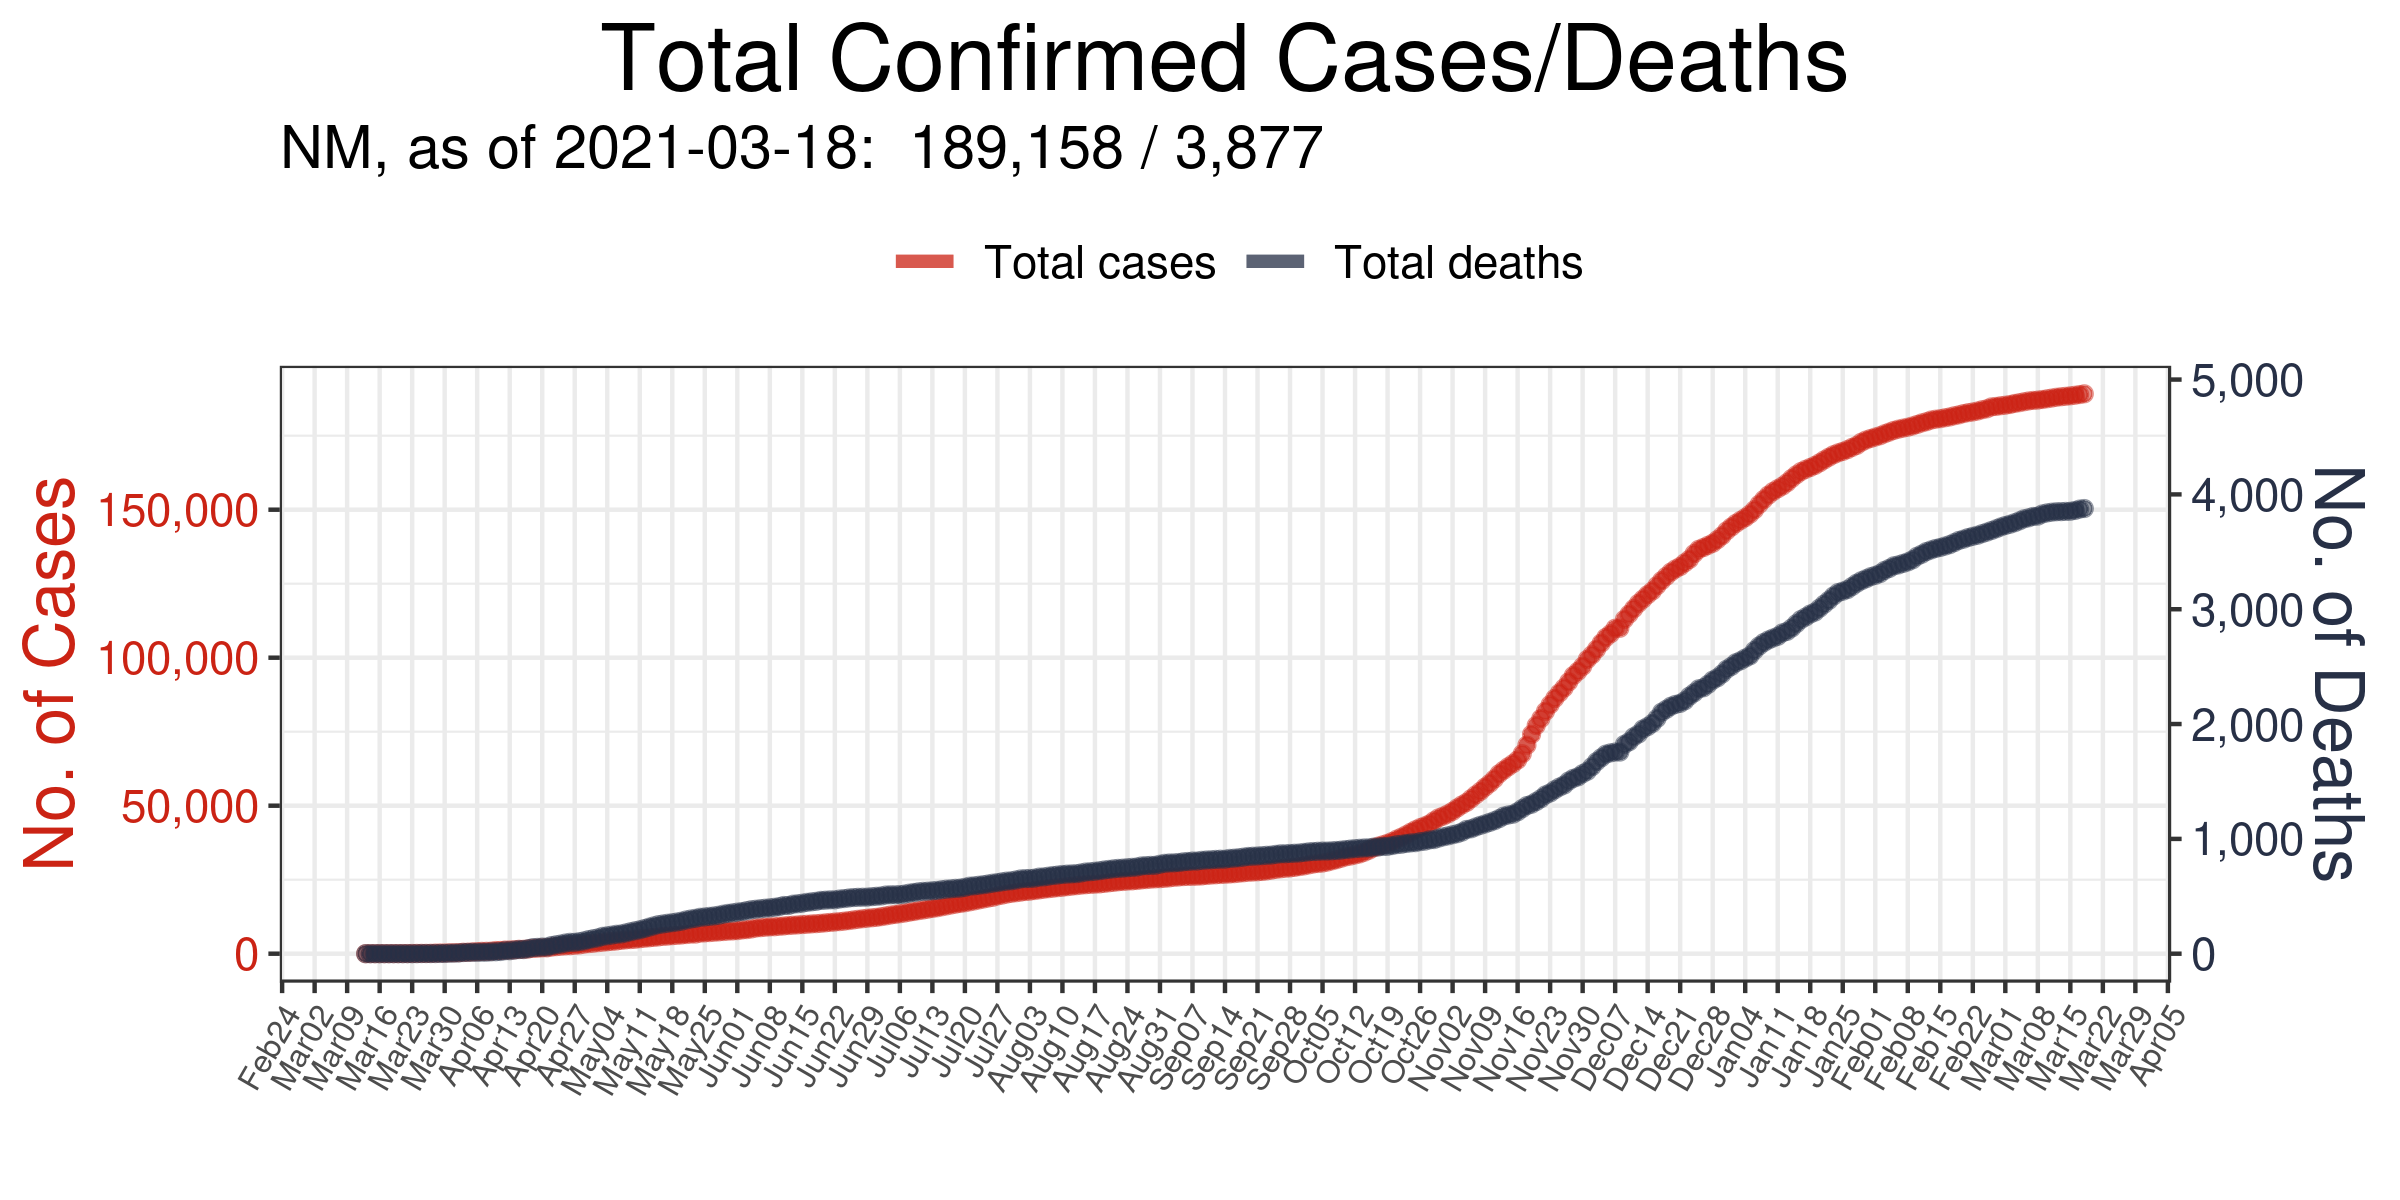 Total Confirmed Cases/Deaths
NM, as of 2021-03-18:  189,158 / 3,877
Total cases
Total deaths
No. of Cases
150,000
100,000
50,000
0
5,000
4,000
3,000
2,000
1,000
0
No. of Deaths
Feb24
Mar02
Mar09
Mar16
Mar23
Mar30
Apr06
Apr13
Apr20
Apr27
May04
May11
May18
May25
Jun01
Jun08
Jun15
Jun22
Jun29
Jul06
Jul13
Jul20
Jul27
Aug03
Aug10
Aug17
Aug24
Aug31
Sep07
Sep14
Sep21
Sep28
Oct05
Oct12
Oct19
Oct26
Nov02
Nov09
Nov16
Nov23
Nov30
Dec07
Dec14
Dec21
Dec28
Jan04
Jan11
Jan18
Jan25
Feb01
Feb08
Feb15
Feb22
Mar01
Mar08
Mar15
Mar22
Mar29
Apr05